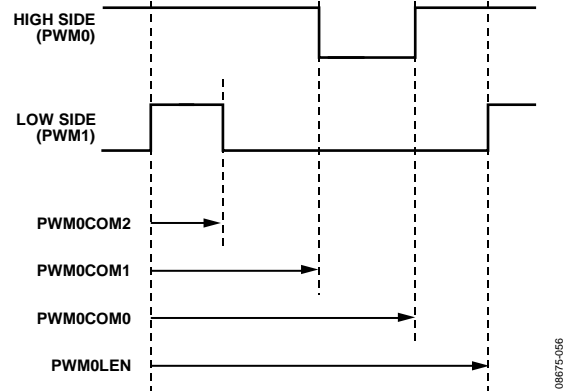 HIGH SIDE
(PWM0)
LOW SIDE
(PWM1)
PWM0COM2
PWM0COM1
PWM0COM0
PWM0LEN
08675-056